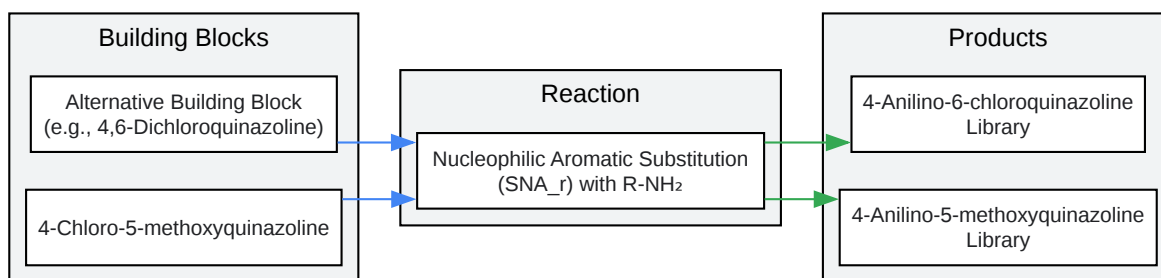 Building Blocks
Alternative Building Block
(e.g., 4,6-Dichloroquinazoline)
4-Chloro-5-methoxyquinazoline
Reaction
Nucleophilic Aromatic Substitution
(SNA_r) with R-NH₂
Products
4-Anilino-6-chloroquinazoline
Library
4-Anilino-5-methoxyquinazoline
Library